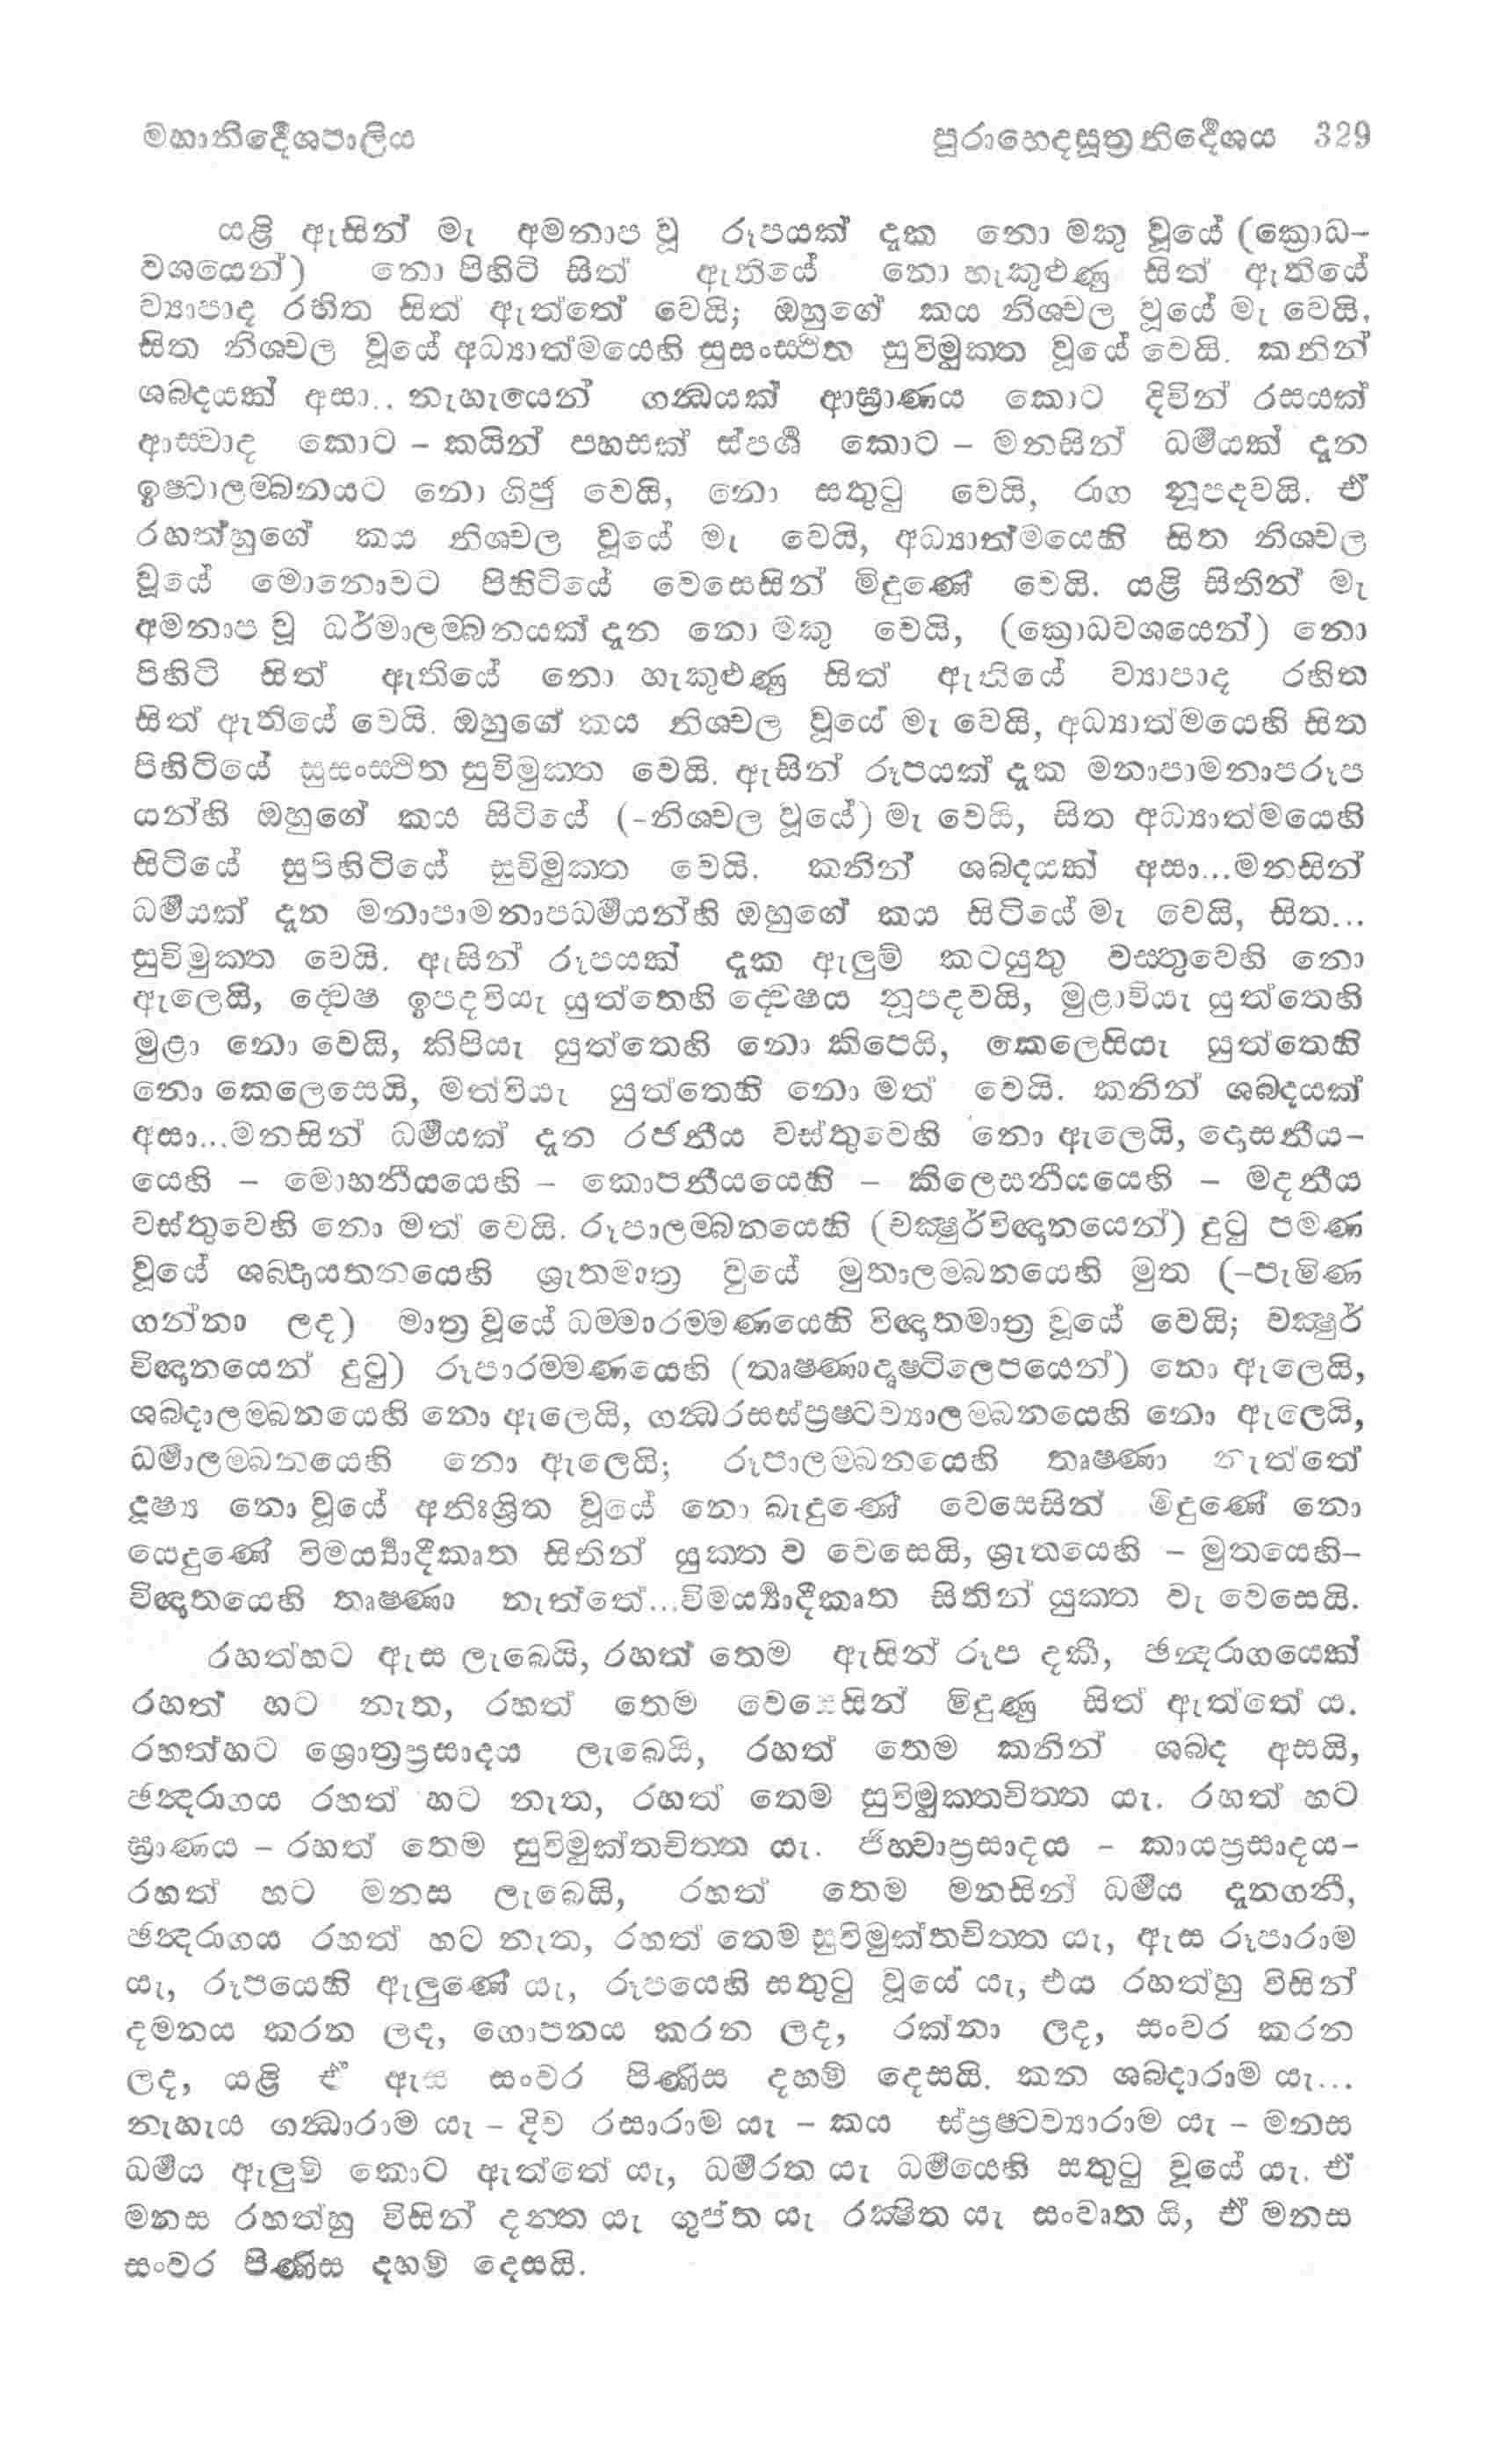 මහානිර්‍දෙශපාලිය	පුරාභෙදසූත්‍රනිර්‍දෙශය 329
යළි ඇසින් මැ අමනාප වූ රූපයක් දැක නො මකු වූයේ (ක්‍රොධ-
වශයෙන්) නො පිහිටි සිත් ඇතියේ නො හැකුළුණු සිත් ඇතියේ
ව්‍යාපාද රහිත සිත් ඇත්තේ වෙයි; ඔහුගේ කය නිශ්චල වූයේ මැ වෙයි,
සිත නිශ්චල වූයේ අධ්‍යාත්මයෙහි සුසංස්ථිත සුවිමුක්ත වූයේ වෙයි. කනින්
ශබ්දයක් අසා.. නැහැයෙන් ගන්‍ධයක් ආඝ්‍රාණය කොට දිවින් රසයක්
ආස්වාද කොට – කයින් පහසක් ස්පර්‍ශ කොට – මනසින් ධර්‍මයක් දැන
ඉෂ්ටාලම්බනයට නො ගිජු වෙයි, නො සතුටු වෙයි, රාග නූපදවයි. ඒ
රහත්හුගේ කය නිශ්චල වූයේ මැ වෙයි, අධ්‍යාත්මයෙහි සිත නිශ්චල
වූයේ මොනොවට පිහිටියේ වෙසෙසින් මිදුණේ වෙයි. යළි සිතින් මැ
අමනාප වූ ධර්මාලම්බනයක් දැන නො මකු වෙයි, (ක්‍රොධවශයෙන්) නො
පිහිටි සිත් ඇතියේ නො හැකුළුණු සිත් ඇතියේ ව්‍යාපාද රහිත
සිත් ඇතියේ වෙයි. ඔහුගේ කය නිශ්චල වූයේ මැ වෙයි, අධ්‍යාත්මයෙහි සිත
පිහිටියේ සුසංස්ථිත සුවිමුක්ත වෙයි. ඇසින් රූපයක් දැක මනාපාමනාපරූප
යන්හි ඔහුගේ කය සිටියේ (-නිශ්චල වූයේ) මැ වෙයි, සිත අධ්‍යාත්මයෙහි
සිටියේ සුපිහිටියේ සුවිමුක්ත වෙයි. කනින් ශබ්දයක් අසා...මනසින්
ධර්‍මයක් දැන මනාපාමනාපධර්‍මයන්හි ඔහුගේ කය සිටියේ මැ වෙයි, සිත...
සුවිමුක්ත වෙයි. ඇසින් රූපයක් දැක ඇලුම් කටයුතු වස්තුවෙහි නො
ඇලෙයි, ද්වෙෂ ඉපදවියැ යුත්තෙහි ද්වෙෂය නූපදවයි, මුළාවියැ යුත්තෙහි
මුළා නො වෙයි, කිපියැ යුත්තෙහි නො කිපෙයි, කෙලෙසියැ යුත්තෙහි
නො කෙලෙසෙයි, මත්වියැ යුත්තෙහි නො මත් වෙයි. කනින් ශබ්දයක්
අසා...මනසින් ධර්‍මයක් දැන රජනීය වස්තුවෙහි නො ඇලෙයි, දොසනීය-
යෙහි – මොහනීයයෙහි – කොපනීයයෙහි – කිලෙසනීයයෙහි – මදනීය
වස්තුවෙහි නො මත් වෙයි. රූපාලම්බනයෙහි (චක්‍ෂුර්විඥානයෙන්) දුටු පමණ
වූයේ ශබ්දායතනයෙහි ශ්‍රැතමාත්‍ර වූයේ මුතාලම්බනයෙහි මුත (-පැමිණ
ගන්නා ලද) මාත්‍ර වූයේ ධම්මාරම්මණයෙහි විඥාතමාත්‍ර වූයේ වෙයි; චක්‍ෂුර්
විඥානයෙන් දුටු) රූපාරම්මණයෙහි (තෘෂ්ණාදෘෂ්ටිලෙපයෙන්) නො ඇලෙයි,
ශබ්දාලම්බනයෙහි නො ඇලෙයි, ගන්‍ධරසස්ප්‍රෂ්ටව්‍යාලම්බනයෙහි නො ඇලෙයි,
ධර්‍මාලම්බනයෙහි නො ඇලෙයි; රූපාලම්බනයෙහි තෘෂ්ණා නැත්තේ
දූෂ්‍ය නො වූයේ අනිඃශ්‍රිත වූයේ නො බැඳුණේ වෙසෙසින් මිදුණේ නො
යෙදුණේ විමර්‍ය්‍යාදීකෘත සිතින් යුක්ත ව වෙසෙයි, ශ්‍රැතයෙහි – මුතයෙහි–
විඥාතයෙහි තෘෂ්ණා නැත්තේ...විමර්‍ය්‍යාදීකෘත සිතින් යුක්ත වැ වෙසෙයි.
රහත්හට ඇස ලැබෙයි, රහත් තෙම ඇසින් රූප දකී, ඡන්‍දරාගයෙක්
රහත් හට නැත, රහත් තෙම වෙසෙසින් මිදුණු සිත් ඇත්තේ ය.
රහත්හට ශ්‍රොත්‍රප්‍රසාදය ලැබෙයි, රහත් තෙම කනින් ශබ්ද අසයි,
ඡන්‍දරාගය රහත් හට නැත, රහත් තෙම සුවිමුක්තචිත්ත යැ. රහත් හට
ඝ්‍රාණය – රහත් තෙම සුවිමුක්තචිත්ත යැ. ජිහ්වාප්‍රසාදය – කායප්‍රසාදය–
රහත් හට මනස ලැබෙයි, රහත් තෙම මනසින් ධර්‍මය දැනගනී,
ඡන්‍දරාගය රහත් හට නැත, රහත් තෙම සුවිමුක්තචිත්ත යැ, ඇස රූපාරාම
යැ, රූපයෙහි ඇලුණේ යැ, රූපයෙහි සතුටු වූයේ යැ, එය රහත්හු විසින්
දමනය කරන ලද, ගොපනය කරන ලද, රක්නා ලද, සංවර කරන
ලද, යළි ඒ ඇස සංවර පිණිස දහම් දෙසයි. කන ශබ්දාරාම යැ...
නැහැය ගන්‍ධාරාම යැ – දිව රසාරාම යැ – කය ස්ප්‍රෂ්ටව්‍යාරාම යැ – මනස
ධර්‍මය ඇලුම් කොට ඇත්තේ යැ, ධර්‍මරත යැ ධර්‍මයෙහි සතුටු වූයේ යැ. ඒ
මනස රහත්හු විසින් දන්ත යැ ගුප්ත යැ රක්‍ෂිත යැ සංවෘත යි, ඒ මනස
සංවර පිණිස දහම් දෙසයි.